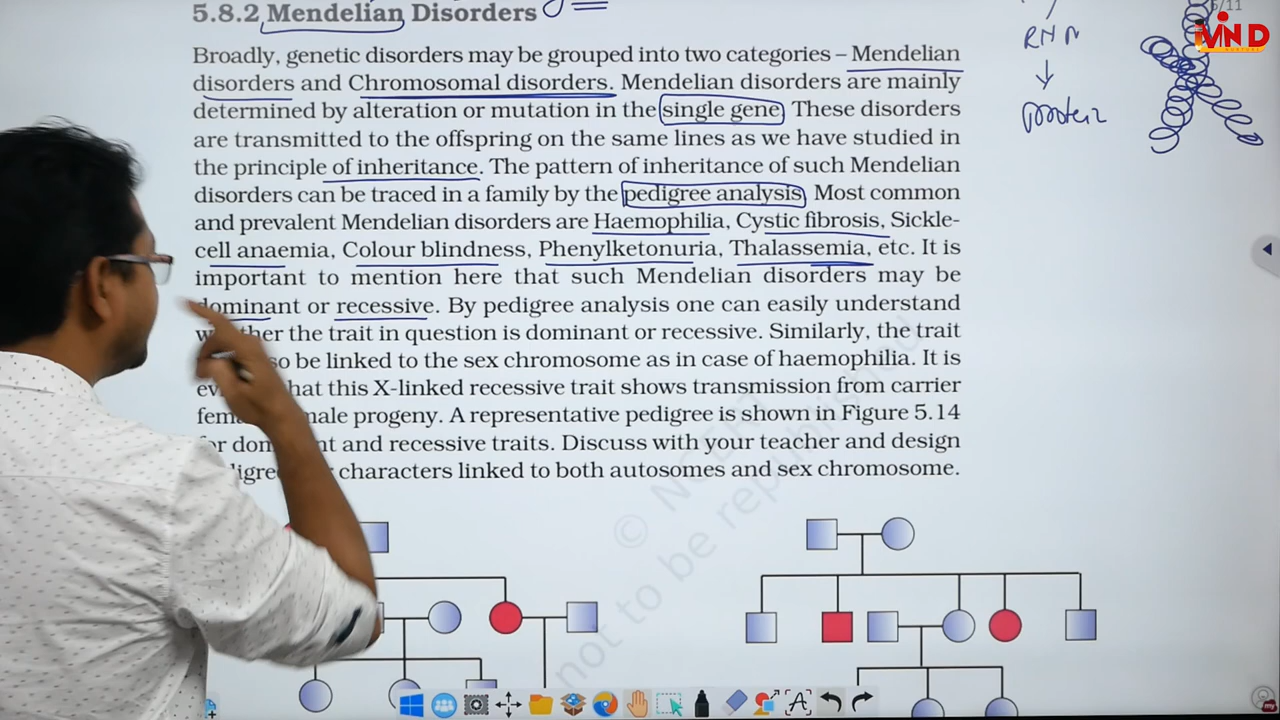 5.8.2 Mendelian Disorders
Broadly, genetic disorders may be grouped into two categories – Mendelian
disorders and Chromosomal disorders. Mendelian disorders are mainly
determined by alteration or mutation in the single gene. These disorders
are transmitted to the offspring on the same lines as we have studied in
the principle of inheritance. The pattern of inheritance of such Mendelian
disorders can be traced in a family by the pedigree analysis. Most common
and prevalent Mendelian disorders are Haemophilia, Cystic fibrosis, Sickle-
cell anaemia, Colour blindness, Phenylketonuria, Thalassemia, etc. It is
important to mention here that such Mendelian disorders may be
dominant or recessive. By pedigree analysis one can easily understand
the trait in question is dominant or recessive. Similarly, the trait
be linked to the sex chromosome as in case of haemophilia. It is
that this X-linked recessive trait shows transmission from carrier
male progeny. A representative pedigree is shown in Figure 5.14
and recessive traits. Discuss with your teacher and design
characters linked to both autosomes and sex chromosome.
© NCERT
not to be republished
protein
MIND
/11
my